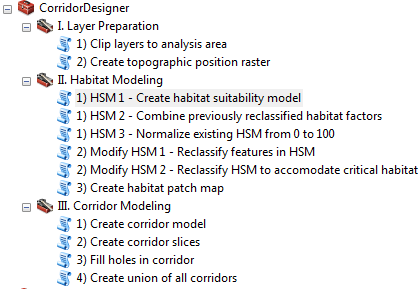 CorridorDesigner
I. Layer Preparation
1) Clip layers to analysis area
2) Create topographic position raster
II. Habitat Modeling
1) HSM 1 - Create habitat suitability model
1) HSM 2 - Combine previously reclassified habitat factors
1) HSM 3 - Normalize existing HSM from 0 to 100
2) Modify HSM 1 - Reclassify features in HSM
2) Modify HSM 2 - Reclassify HSM to accomodate critical habitat
3) Create habitat patch map
III. Corridor Modeling
1) Create corridor model
2) Create corridor slices
3) Fill holes in corridor
4) Create union of all corridors